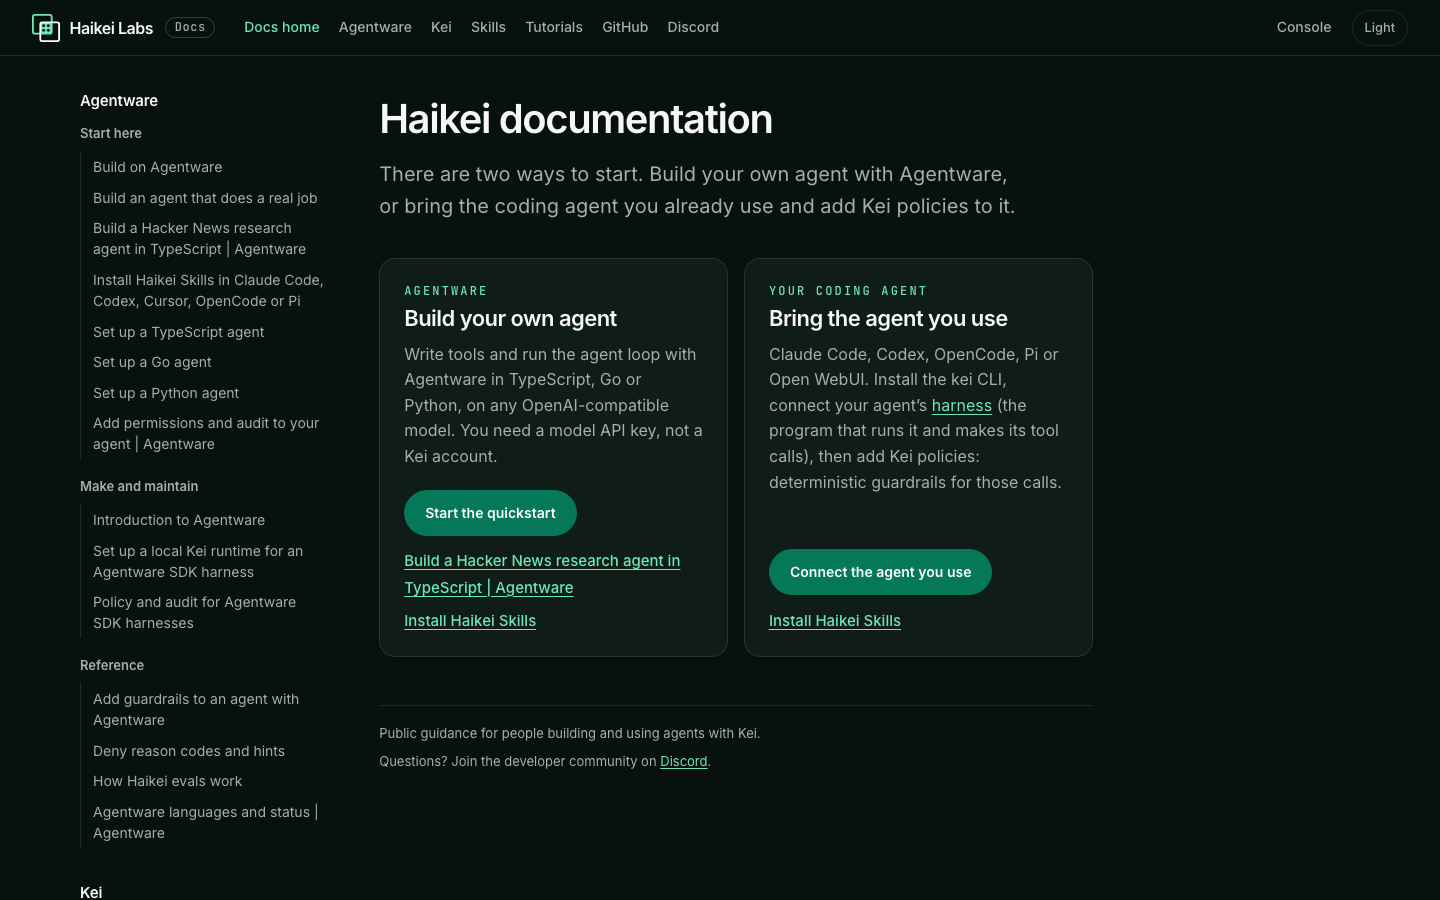 Haikei Labs Docs Docs home Agentware Kei Skills Tutorials GitHub Discord Console Light
Agentware
Start here
Build on Agentware
Build an agent that does a real job
Build a Hacker News research
agent in TypeScript | Agentware
Install Haikei Skills in Claude Code,
Codex, Cursor, OpenCode or Pi
Set up a TypeScript agent
Set up a Go agent
Set up a Python agent
Add permissions and audit to your
agent | Agentware
Make and maintain
Introduction to Agentware
Set up a local Kei runtime for an
Agentware SDK harness
Policy and audit for Agentware
SDK harnesses
Reference
Add guardrails to an agent with
Agentware
Deny reason codes and hints
How Haikei evals work
Agentware languages and status |
Agentware
Kei
Haikei documentation
There are two ways to start. Build your own agent with Agentware,
or bring the coding agent you already use and add Kei policies to it.
AGENTWARE
Build your own agent
Write tools and run the agent loop with
Agentware in TypeScript, Go or
Python, on any OpenAI-compatible
model. You need a model API key, not a
Kei account.
Start the quickstart
Build a Hacker News research agent in
TypeScript | Agentware
Install Haikei Skills
YOUR CODING AGENT
Bring the agent you use
Claude Code, Codex, OpenCode, Pi or
Open WebUI. Install the kei CLI,
connect your agent’s harness (the
program that runs it and makes its tool
calls), then add Kei policies:
deterministic guardrails for those calls.
Connect the agent you use
Install Haikei Skills
Public guidance for people building and using agents with Kei.
Questions? Join the developer community on Discord.